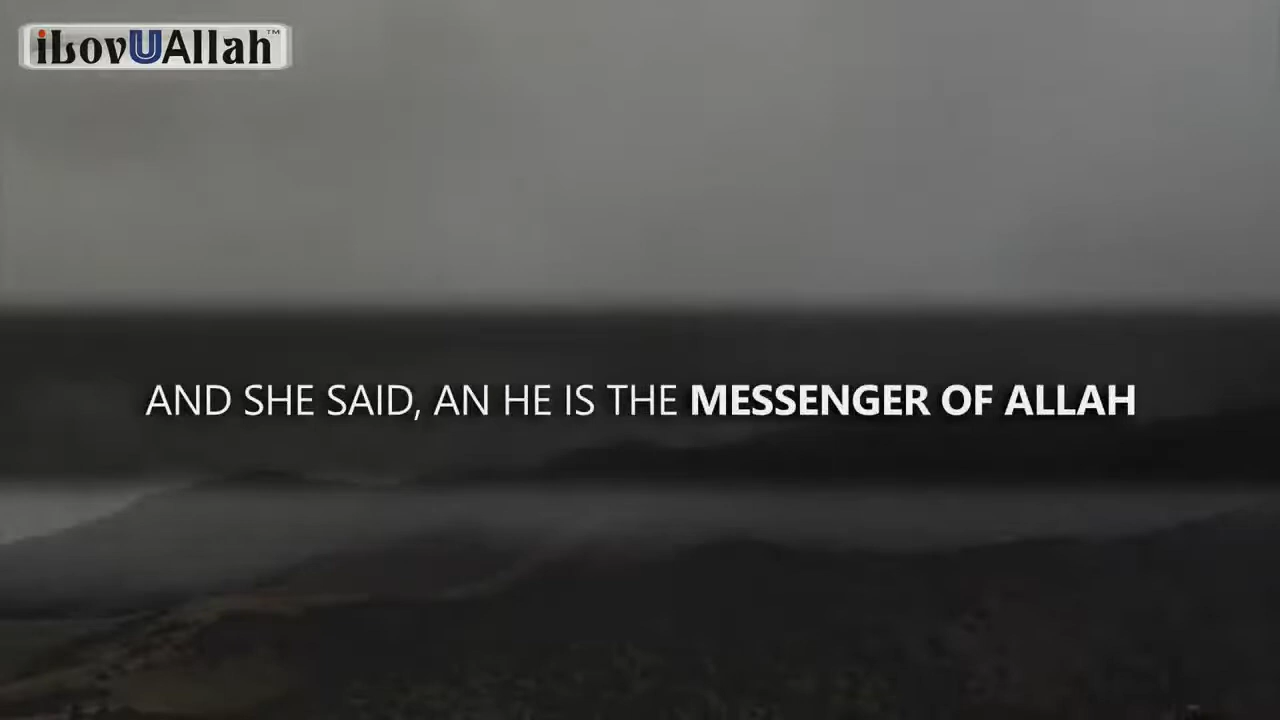 iLovUAllah™
AND SHE SAID, AN HE IS THE MESSENGER OF ALLAH